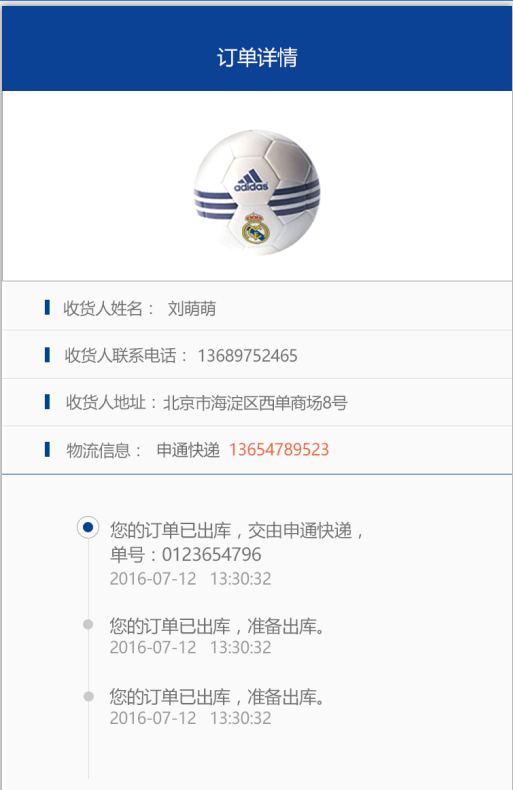 订单详情
adidas
收货人姓名： 刘萌萌
收货人联系电话： 13689752465
收货人地址：北京市海淀区西单商场8号
物流信息： 申通快递 13654789523
您的订单已出库，交由申通快递，
单号：0123654796
2016-07-12 13:30:32
您的订单已出库，准备出库。
2016-07-12 13:30:32
您的订单已出库，准备出库。
2016-07-12 13:30:32